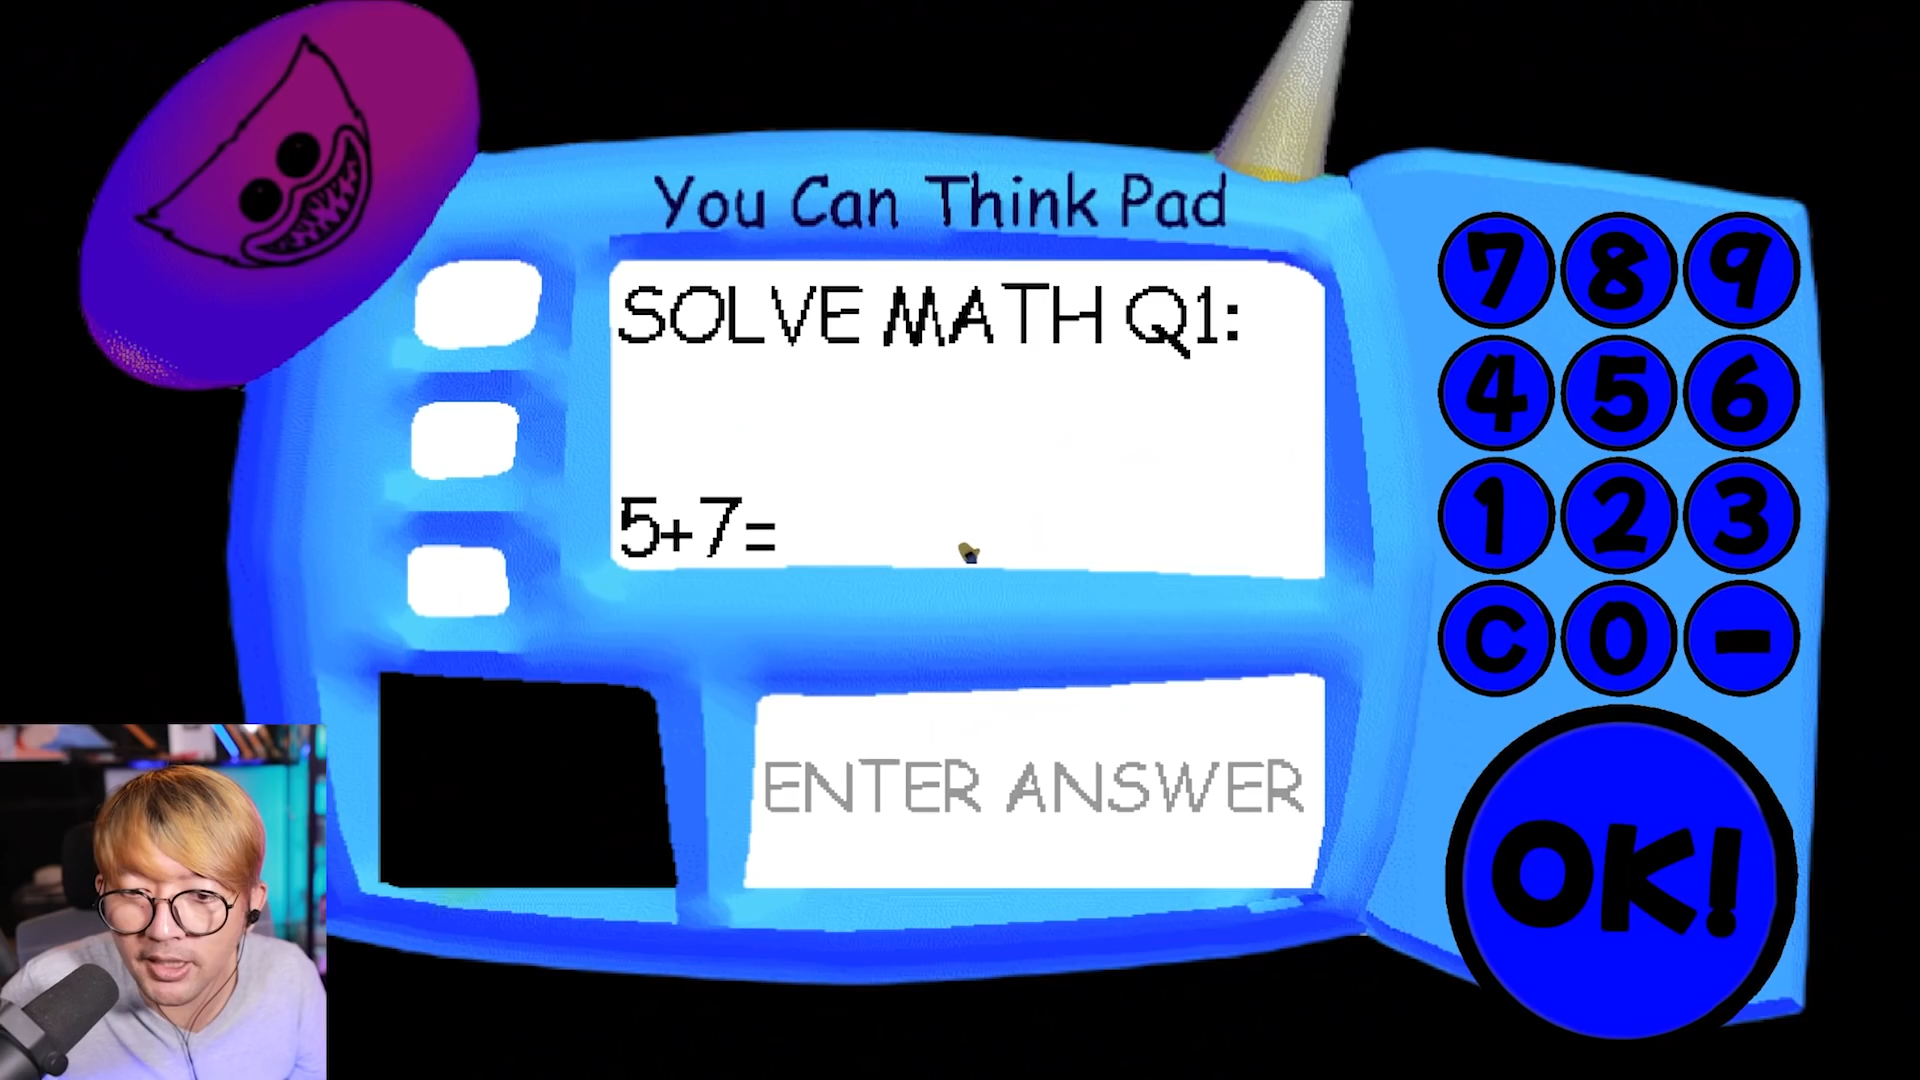 You Can Think Pad
SOLVE MATH Q1:
5+7=
ENTER ANSWER
7 8 9
4 5 6
1 2 3
C 0 -
OK!